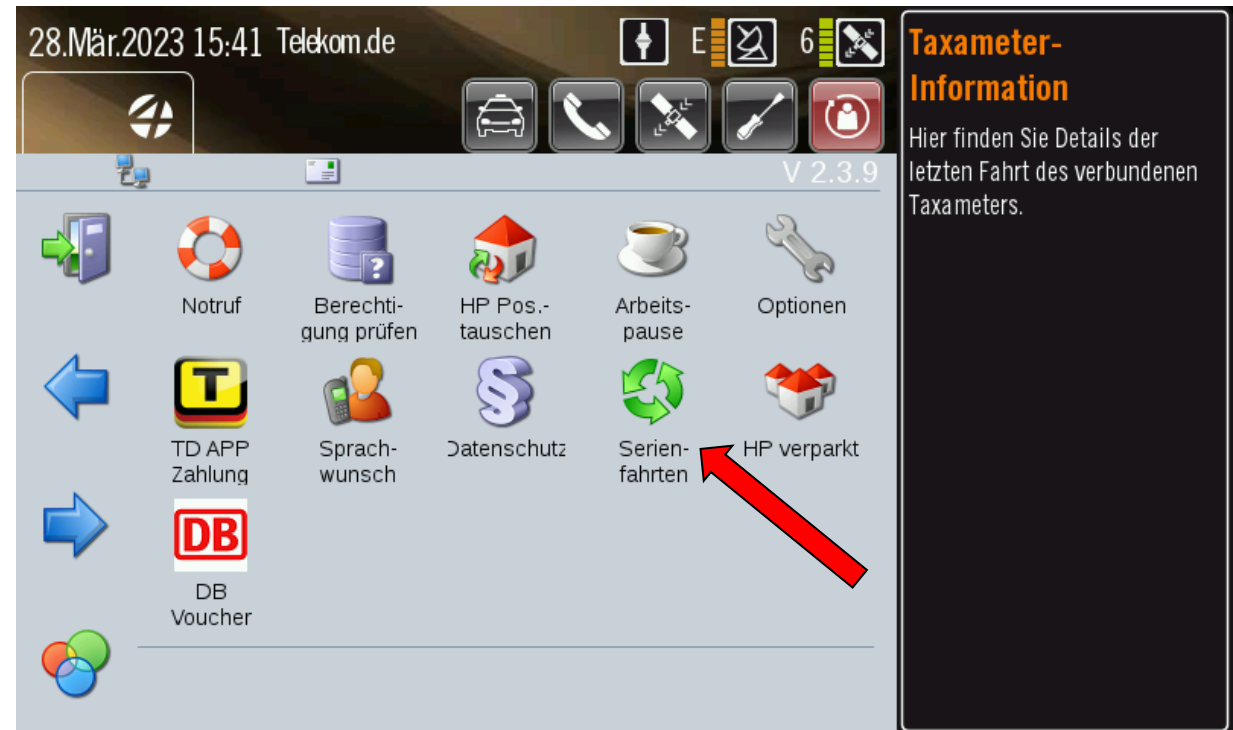 28.Mär.2023 15:41 Telekom.de E 6
V 2.3.9
Notruf
Berechti-
gung prüfen
HP Pos.-
tauschen
Arbeits-
pause
Optionen
T
TD APP
Zahlung
Sprach-
wunsch
Datenschutz
Serien-
fahrten
HP verparkt
DB
DB
Voucher
Taxameter-
Information
Hier finden Sie Details der
letzten Fahrt des verbundenen
Taxameters.